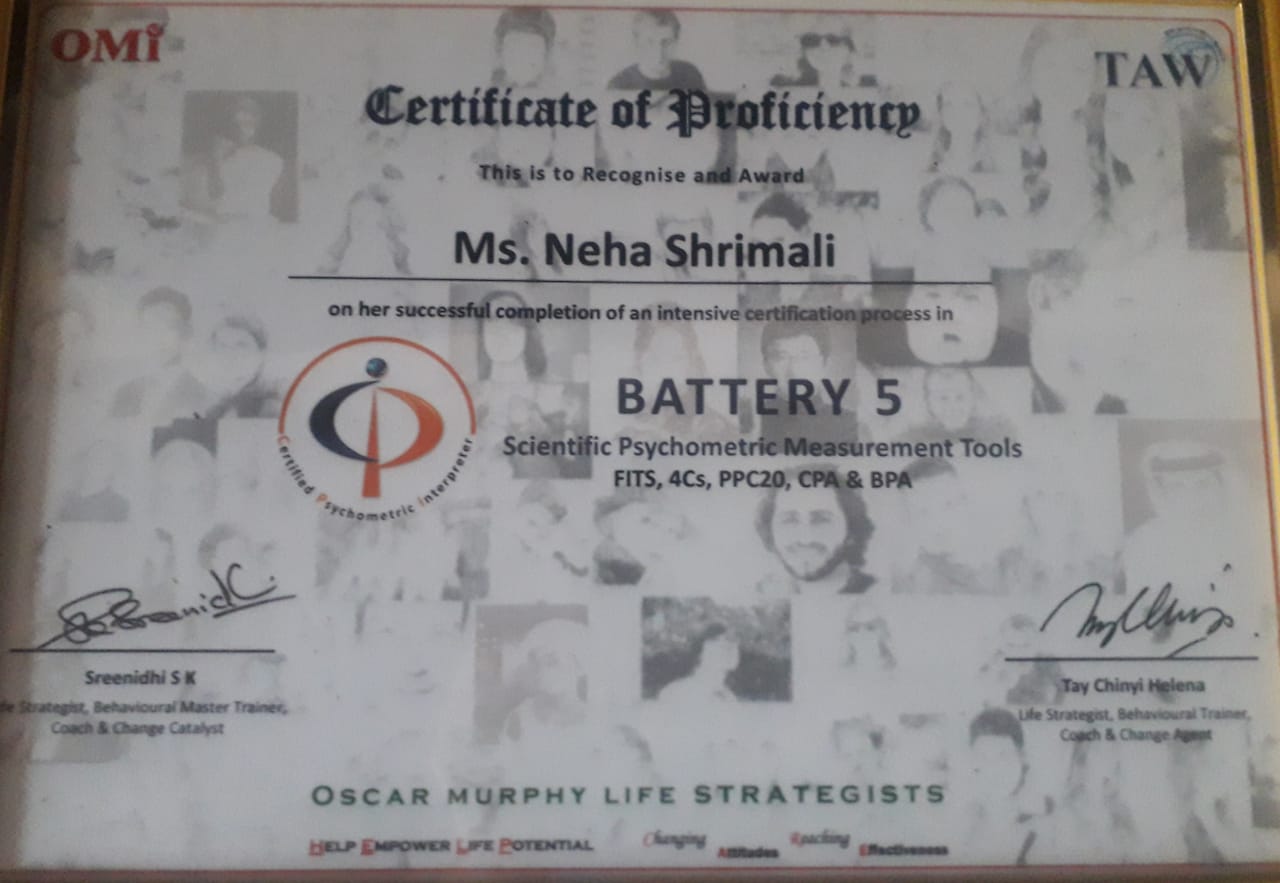 OMi
TAW
Certificate of Proficiency
This is to Recognise and Award
Ms. Neha Shrimali
on her successful completion of an intensive certification process in
BATTERY 5
Scientific Psychometric Measurement Tools
FITS, 4Cs, PPC20, CPA & BPA
Certified Psychometric Interpreter
Sreenidhi S K
fe Strategist, Behavioural Master Trainer,
Coach & Change Catalyst
Tay Chinyi Helena
Life Strategist, Behavioural Trainer,
Coach & Change Agent
OSCAR MURPHY LIFE STRATEGISTS
HELP EMPOWER LIFE POTENTIAL
Changing Attitudes Reaching Effectiveness